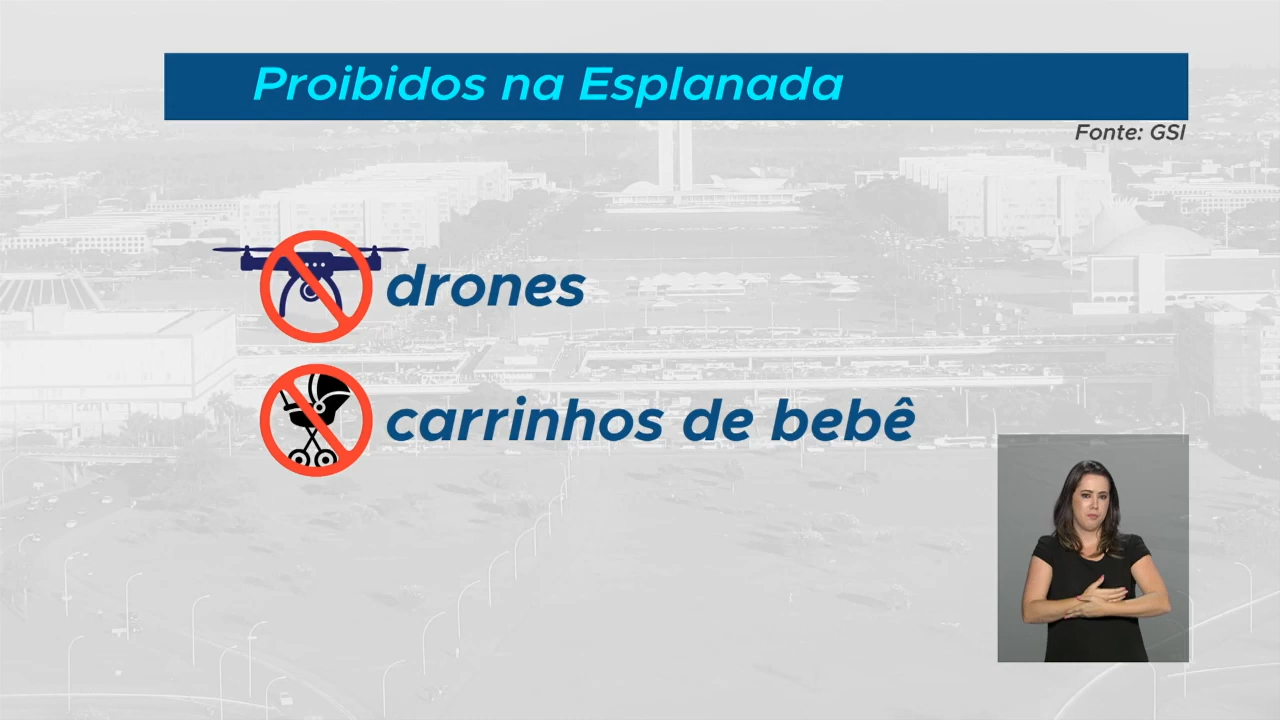 Proibidos na Esplanada
Fonte: GSI
drones
carrinhos de bebê